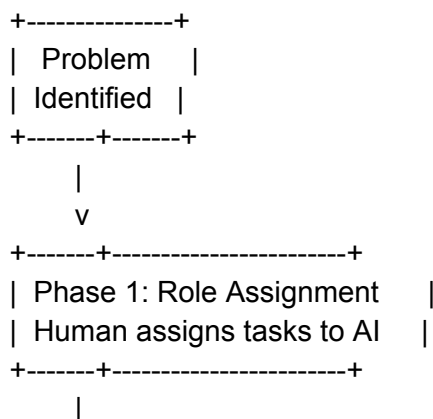 +---------------+
|  Problem     |
| Identified  |
+-------+-------+
        |
        v
+-------+------------------------+
|  Phase 1: Role Assignment      |
|  Human assigns tasks to AI     |
+-------+------------------------+
        |